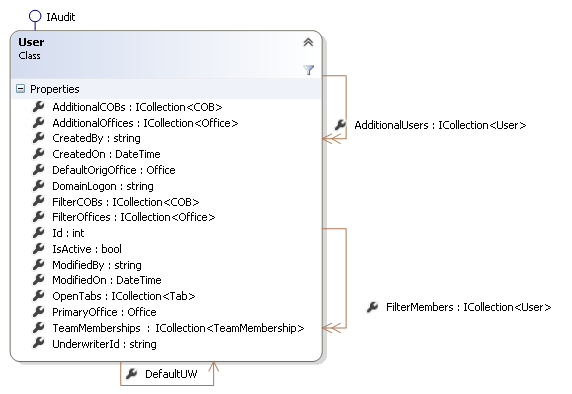 IAudit
User
Class
Properties
AdditionalCOBs : ICollection<COB>
AdditionalOffices : ICollection<Office>
CreatedBy : string
CreatedOn : DateTime
DefaultOrigOffice : Office
DomainLogon : string
FilterCOBs : ICollection<COB>
FilterOffices : ICollection<Office>
Id : int
IsActive : bool
ModifiedBy : string
ModifiedOn : DateTime
OpenTabs : ICollection<Tab>
PrimaryOffice : Office
TeamMemberships : ICollection<TeamMembership>
UnderwriterId : string
AdditionalUsers : ICollection<User>
FilterMembers : ICollection<User>
DefaultUW